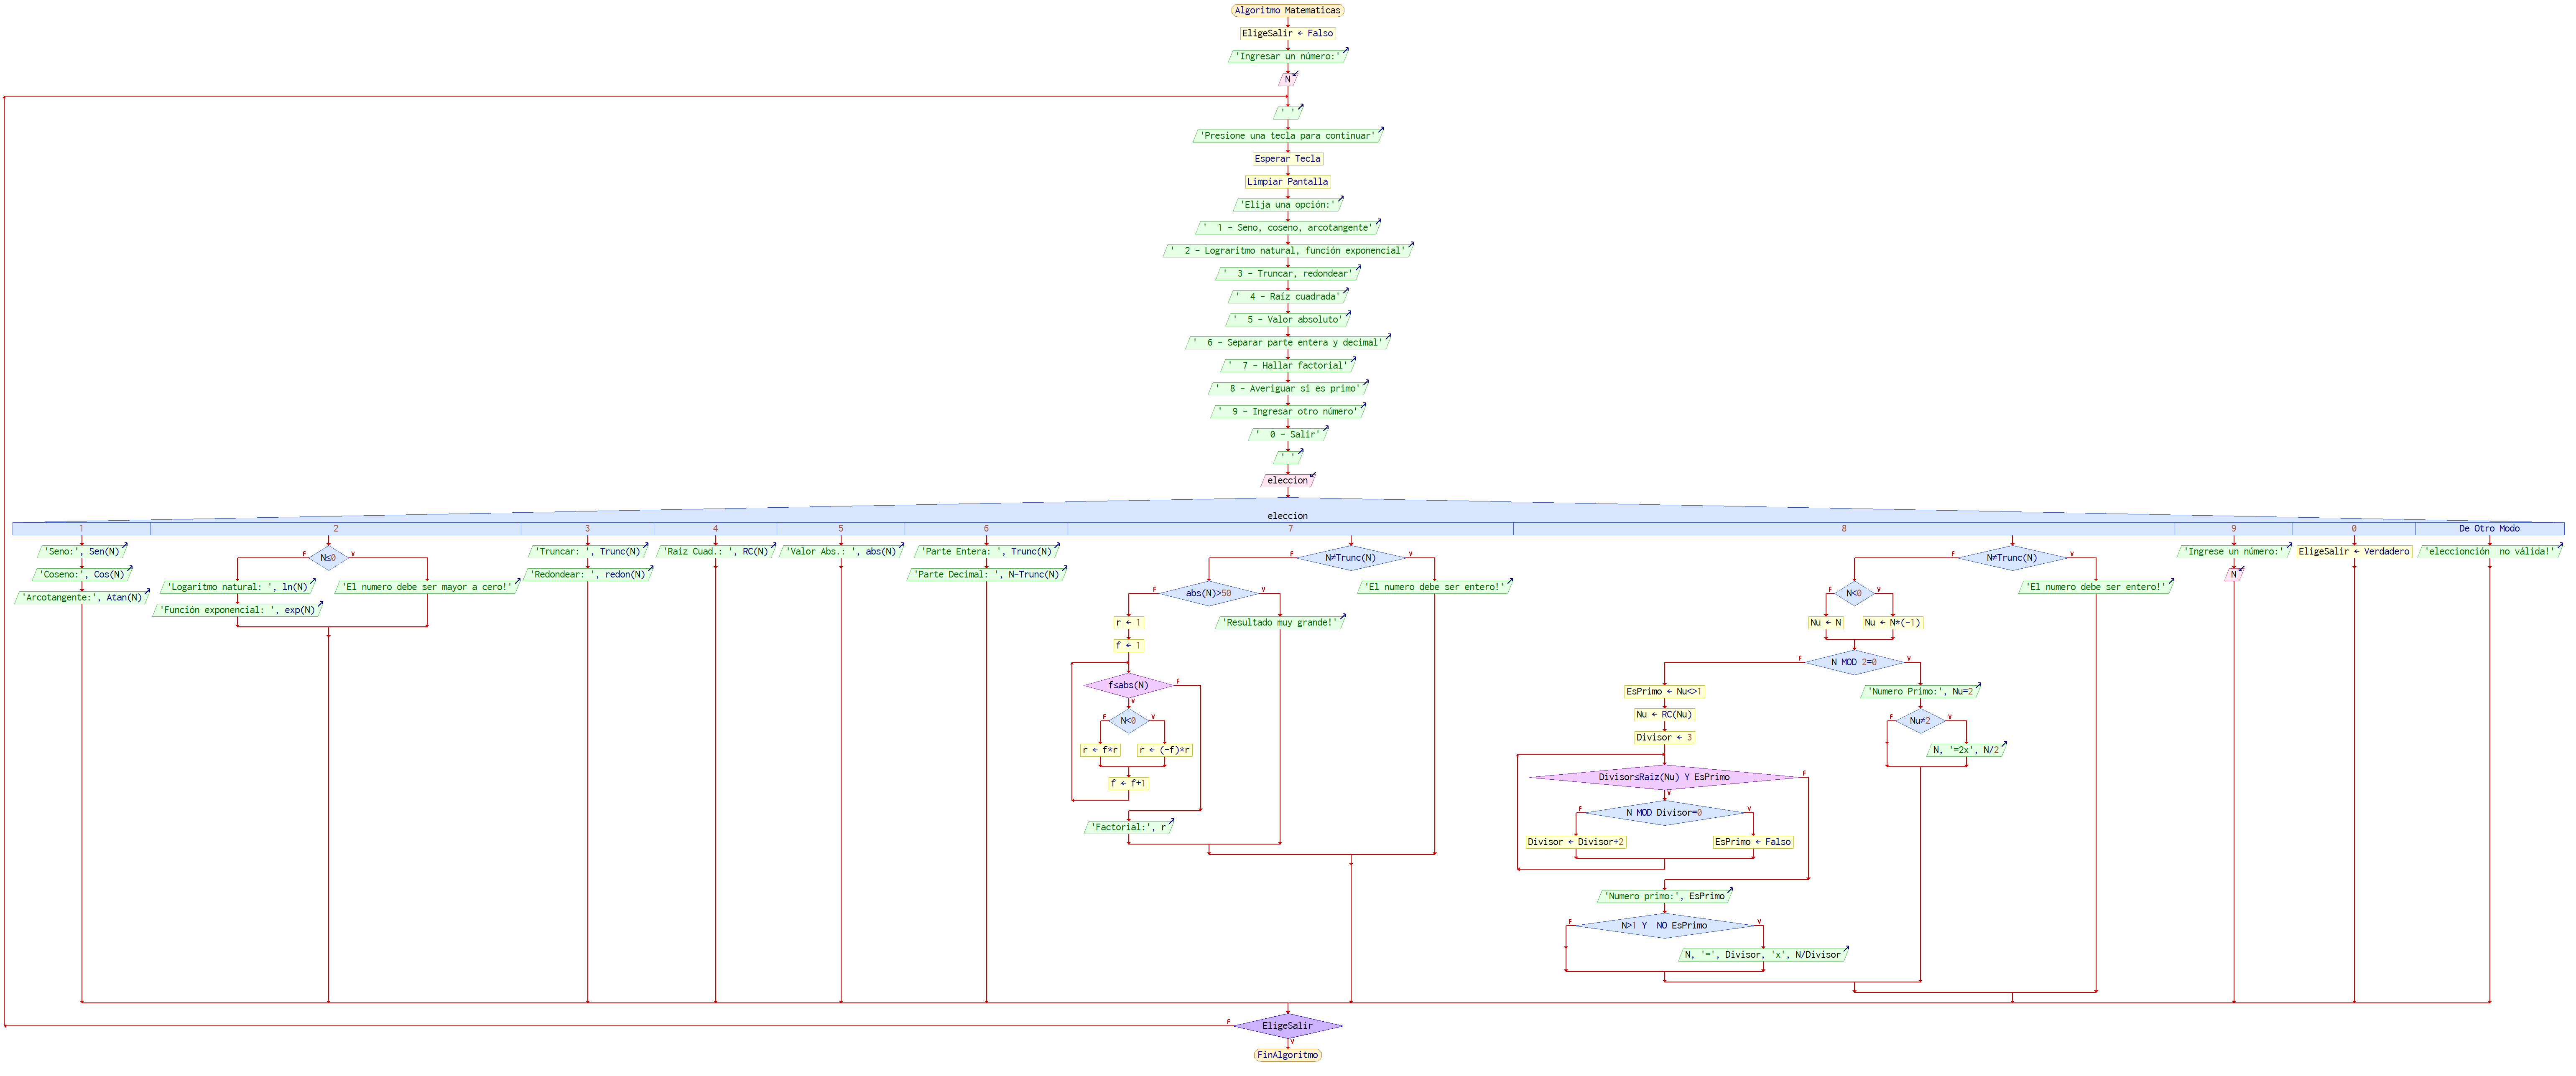 Algoritmo Matematicas
EligeSalir ← Falso
'Ingresar un número:'
N
' '
'Presione una tecla para continuar'
Esperar Tecla
Limpiar Pantalla
'Elija una opción:'
'  1 - Seno, coseno, arcotangente'
'  2 - Lograritmo natural, función exponencial'
'  3 - Truncar, redondear'
'  4 - Raíz cuadrada'
'  5 - Valor absoluto'
'  6 - Separar parte entera y decimal'
'  7 - Hallar factorial'
'  8 - Averiguar si es primo'
'  9 - Ingresar otro número'
'  0 - Salir'
' '
eleccion
eleccion
1
'Seno:', Sen(N)
'Coseno:', Cos(N)
'Arcotangente:', Atan(N)
2
N≤0
F
V
'Logaritmo natural: ', ln(N)
'Función exponencial: ', exp(N)
'El numero debe ser mayor a cero!'
3
'Truncar: ', Trunc(N)
'Redondear: ', redon(N)
4
'Raiz Cuad.: ', RC(N)
5
'Valor Abs.: ', abs(N)
6
'Parte Entera: ', Trunc(N)
'Parte Decimal: ', N-Trunc(N)
7
N≠Trunc(N)
F
V
abs(N)>50
F
V
r ← 1
f ← 1
f≤abs(N)
F
V
N<0
F
V
r ← f*r
r ← (-f)*r
f ← f+1
'Factorial:', r
'Resultado muy grande!'
'El numero debe ser entero!'
8
N≠Trunc(N)
F
V
N<0
F
V
Nu ← N
Nu ← N*(-1)
N MOD 2=0
F
V
EsPrimo ← Nu<>1
Nu ← RC(Nu)
Divisor ← 3
Divisor≤Raiz(Nu) Y EsPrimo
F
V
N MOD Divisor=0
F
V
Divisor ← Divisor+2
EsPrimo ← Falso
'Numero primo:', EsPrimo
N>1 Y  NO EsPrimo
F
V
N, '=', Divisor, 'x', N/Divisor
'Numero Primo:', Nu=2
Nu≠2
F
V
N, '=2x', N/2
'El numero debe ser entero!'
9
'Ingrese un número:'
N
0
EligeSalir ← Verdadero
De Otro Modo
'eleccionción  no válida!'
EligeSalir
F
V
FinAlgoritmo